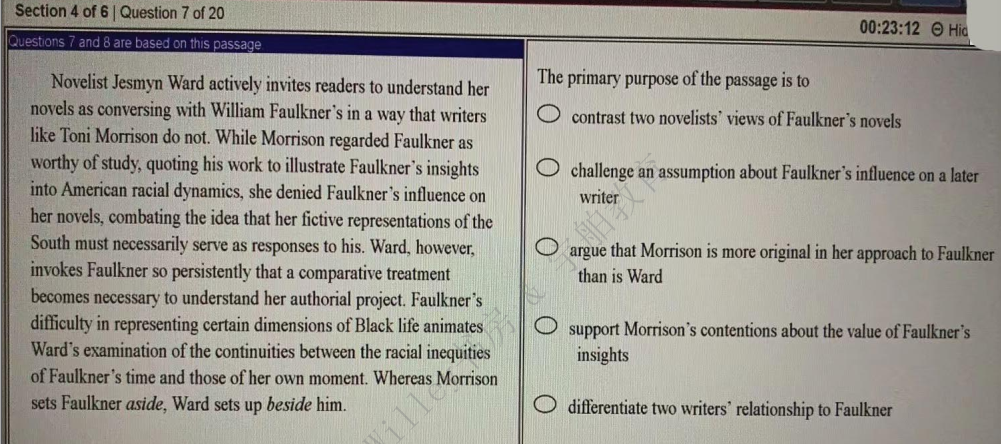 Section 4 of 6 | Question 7 of 20
00:23:12
Questions 7 and 8 are based on this passage
Novelist Jesmyn Ward actively invites readers to understand her
novels as conversing with William Faulkner's in a way that writers
like Toni Morrison do not. While Morrison regarded Faulkner as
worthy of study, quoting his work to illustrate Faulkner's insights
into American racial dynamics, she denied Faulkner's influence on
her novels, combating the idea that her fictive representations of the
South must necessarily serve as responses to his. Ward, however,
invokes Faulkner so persistently that a comparative treatment
becomes necessary to understand her authorial project. Faulkner's
difficulty in representing certain dimensions of Black life animates
Ward's examination of the continuities between the racial inequities
of Faulkner's time and those of her own moment. Whereas Morrison
sets Faulkner aside, Ward sets up beside him.
The primary purpose of the passage is to
contrast two novelists' views of Faulkner's novels
challenge an assumption about Faulkner's influence on a later
writer
argue that Morrison is more original in her approach to Faulkner
than is Ward
support Morrison's contentions about the value of Faulkner's
insights
differentiate two writers' relationship to Faulkner